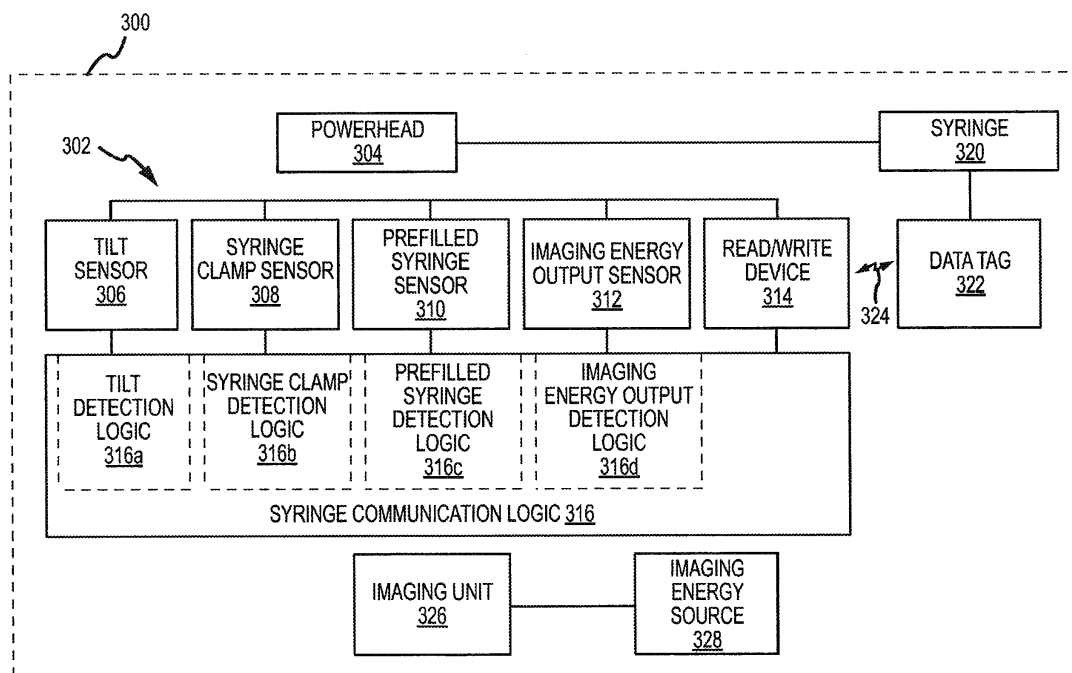 300
302
POWERHEAD
304
SYRINGE
320
TILT
SENSOR
306
SYRINGE
CLAMP SENSOR
308
PREFILLED
SYRINGE
SENSOR
310
IMAGING ENERGY
OUTPUT SENSOR
312
READ/WRITE
DEVICE
314
324
DATA TAG
322
TILT
DETECTION
LOGIC
316a
SYRINGE CLAMP
DETECTION
LOGIC
316b
PREFILLED
SYRINGE
DETECTION
LOGIC
316c
IMAGING
ENERGY OUTPUT
DETECTION
LOGIC
316d
SYRINGE COMMUNICATION LOGIC 316
IMAGING UNIT
326
IMAGING
ENERGY
SOURCE
328